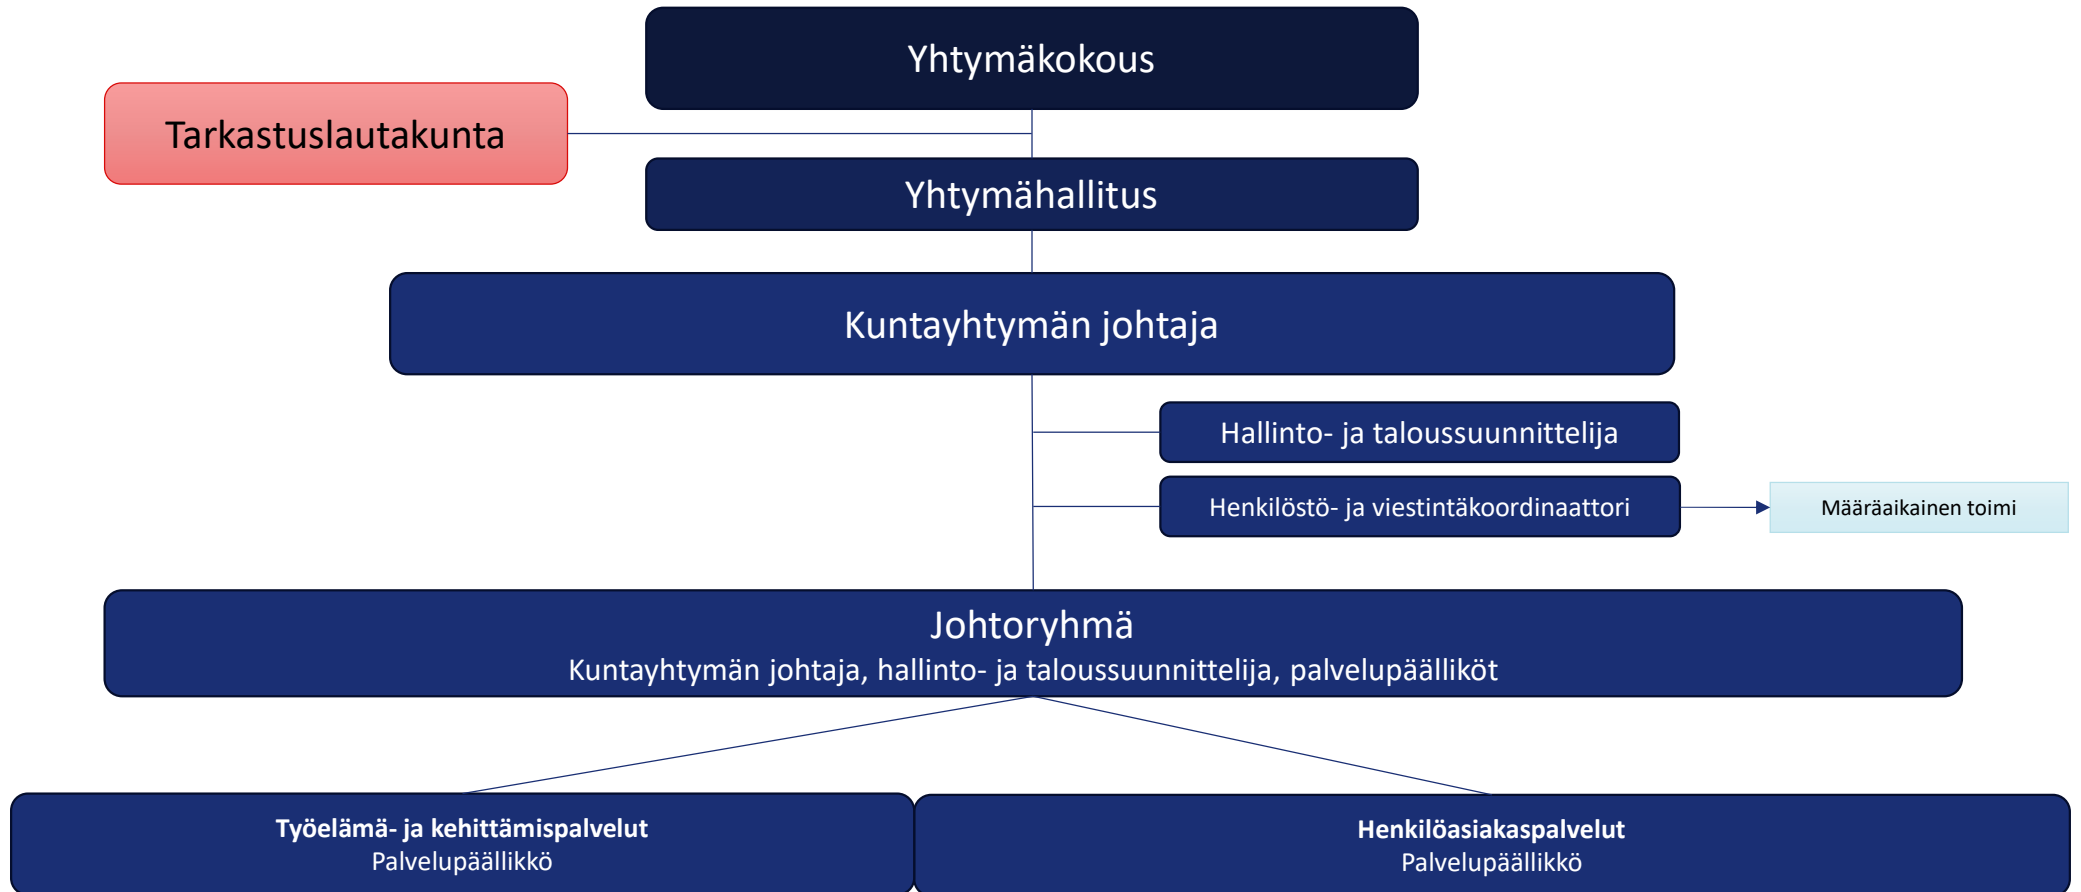 Yhtymäkokous
Tarkastuslautakunta
Yhtymähallitus
Kuntayhtymän johtaja
Hallinto- ja taloussuunnittelija
Henkilöstö- ja viestintäkoordinaattori
Määräaikainen toimi
Johtoryhmä
Kuntayhtymän johtaja, hallinto- ja taloussuunnittelija, palvelupäälliköt
Työelämä- ja kehittämispalvelut
Palvelupäällikkö
Henkilöasiakaspalvelut
Palvelupäällikkö